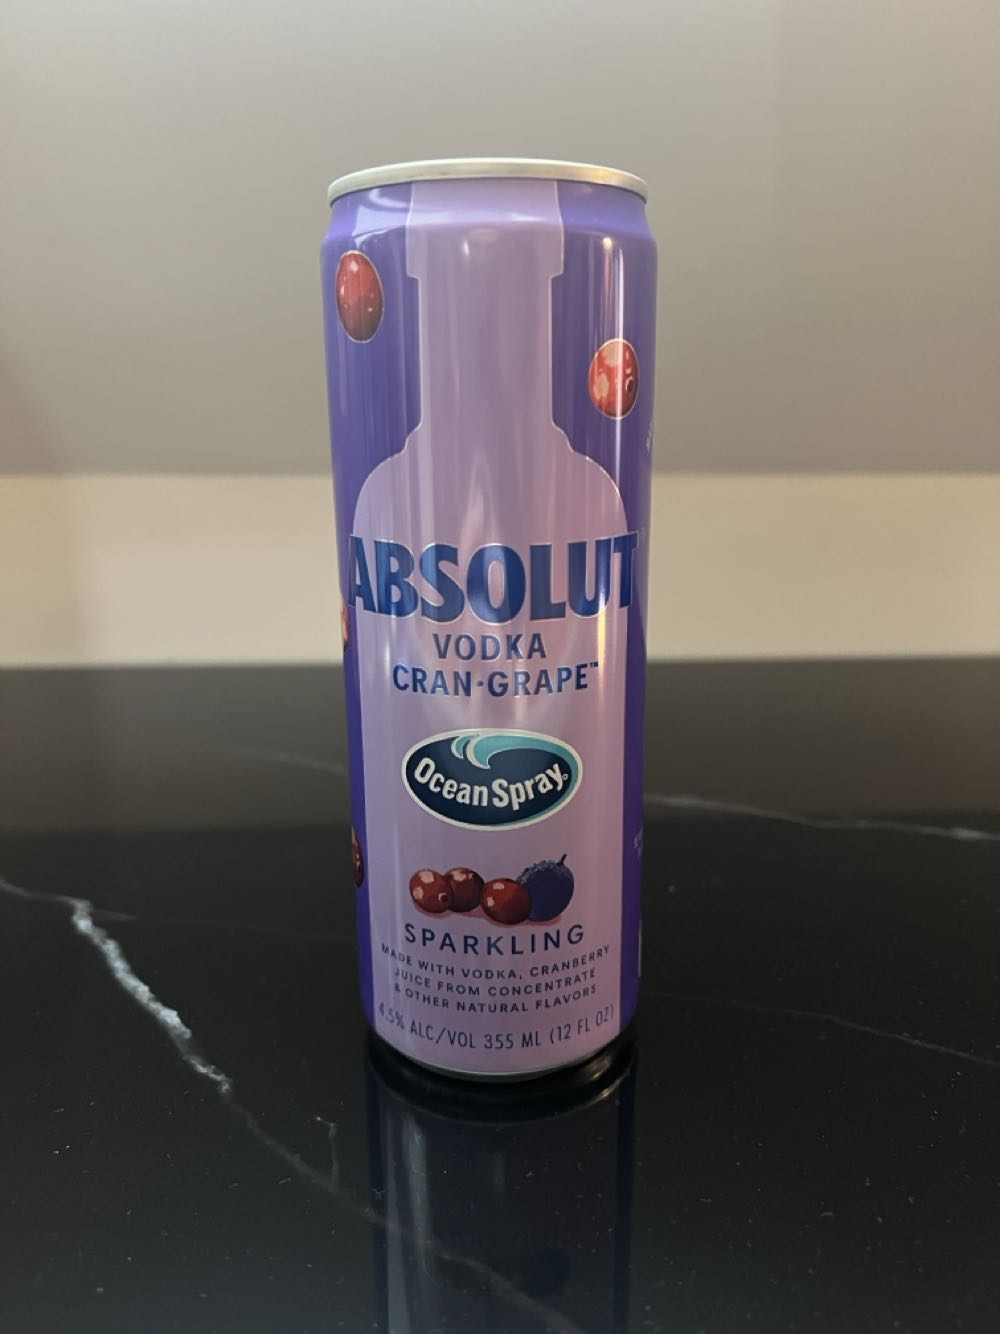 ABSOLUT
VODKA
CRAN·GRAPE™
Ocean Spray®
SPARKLING
MADE WITH VODKA, CRANBERRY
JUICE FROM CONCENTRATE
& OTHER NATURAL FLAVORS
4.5% ALC/VOL 355 ML (12 FL OZ)